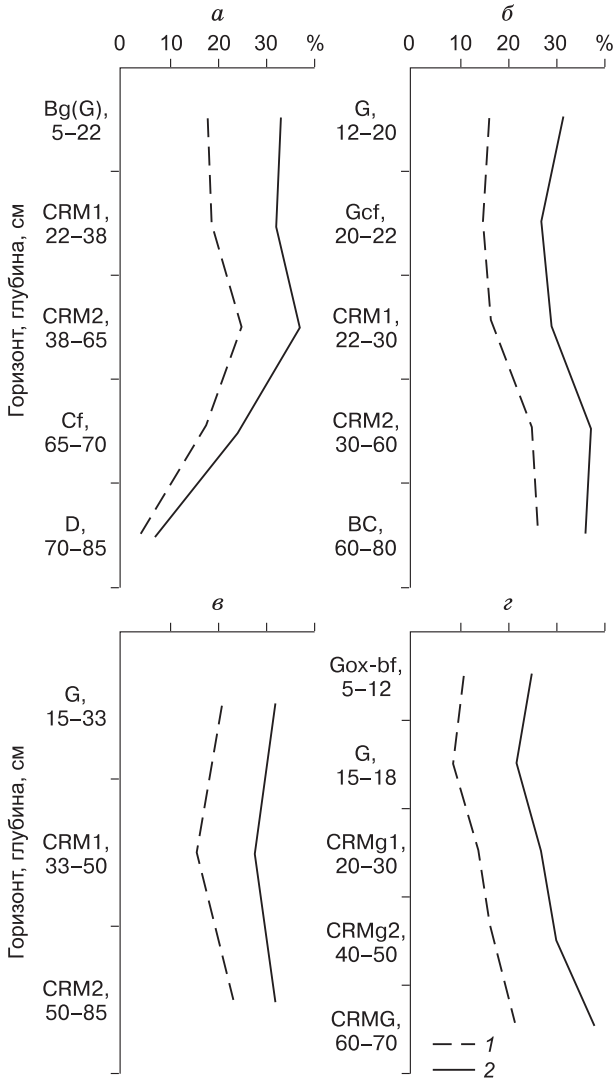 а
0 10 20 30 %
Bg(G),
5–22
CRM1,
22–38
CRM2,
38–65
Cf,
65–70
D,
70–85
Горизонт, глубина, см
б
0 10 20 30 %
G,
12–20
Gcf,
20–22
CRM1,
22–30
CRM2,
30–60
BC,
60–80
в
G,
15–33
CRM1,
33–50
CRM2,
50–85
Горизонт, глубина, см
г
Gox-bf,
5–12
G,
15–18
CRMg1,
20–30
CRMg2,
40–50
CRMG,
60–70
1
2